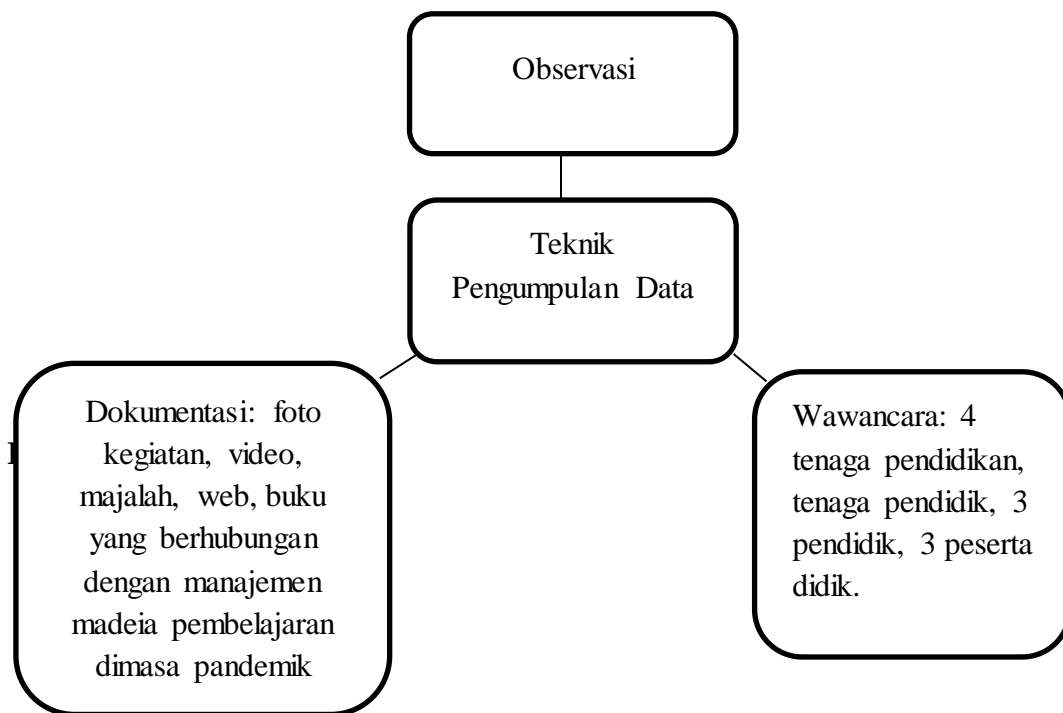 Observasi
Teknik
Pengumpulan Data
Dokumentasi: foto
kegiatan, video,
majalah, web, buku
yang berhubungan
dengan manajemen
madeia pembelajaran
dimasa pandemik
Wawancara: 4
tenaga pendidikan,
tenaga pendidik, 3
pendidik, 3 peserta
didik.